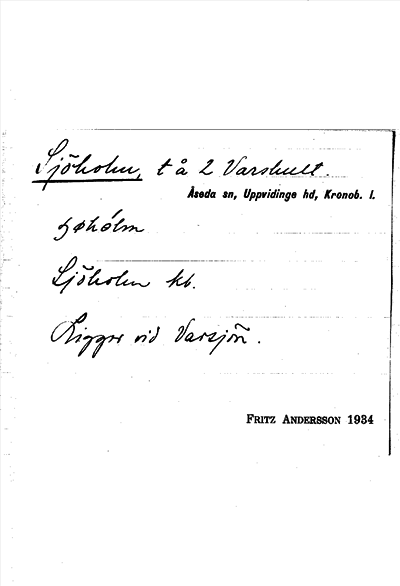 Sjöholm, t å 2 Varshult.
Åseda sn, Uppvidinge hd, Kronob. l.
Sjöholm kb.
Ligger vid Varsjön.
FRITZ ANDERSSON 1934